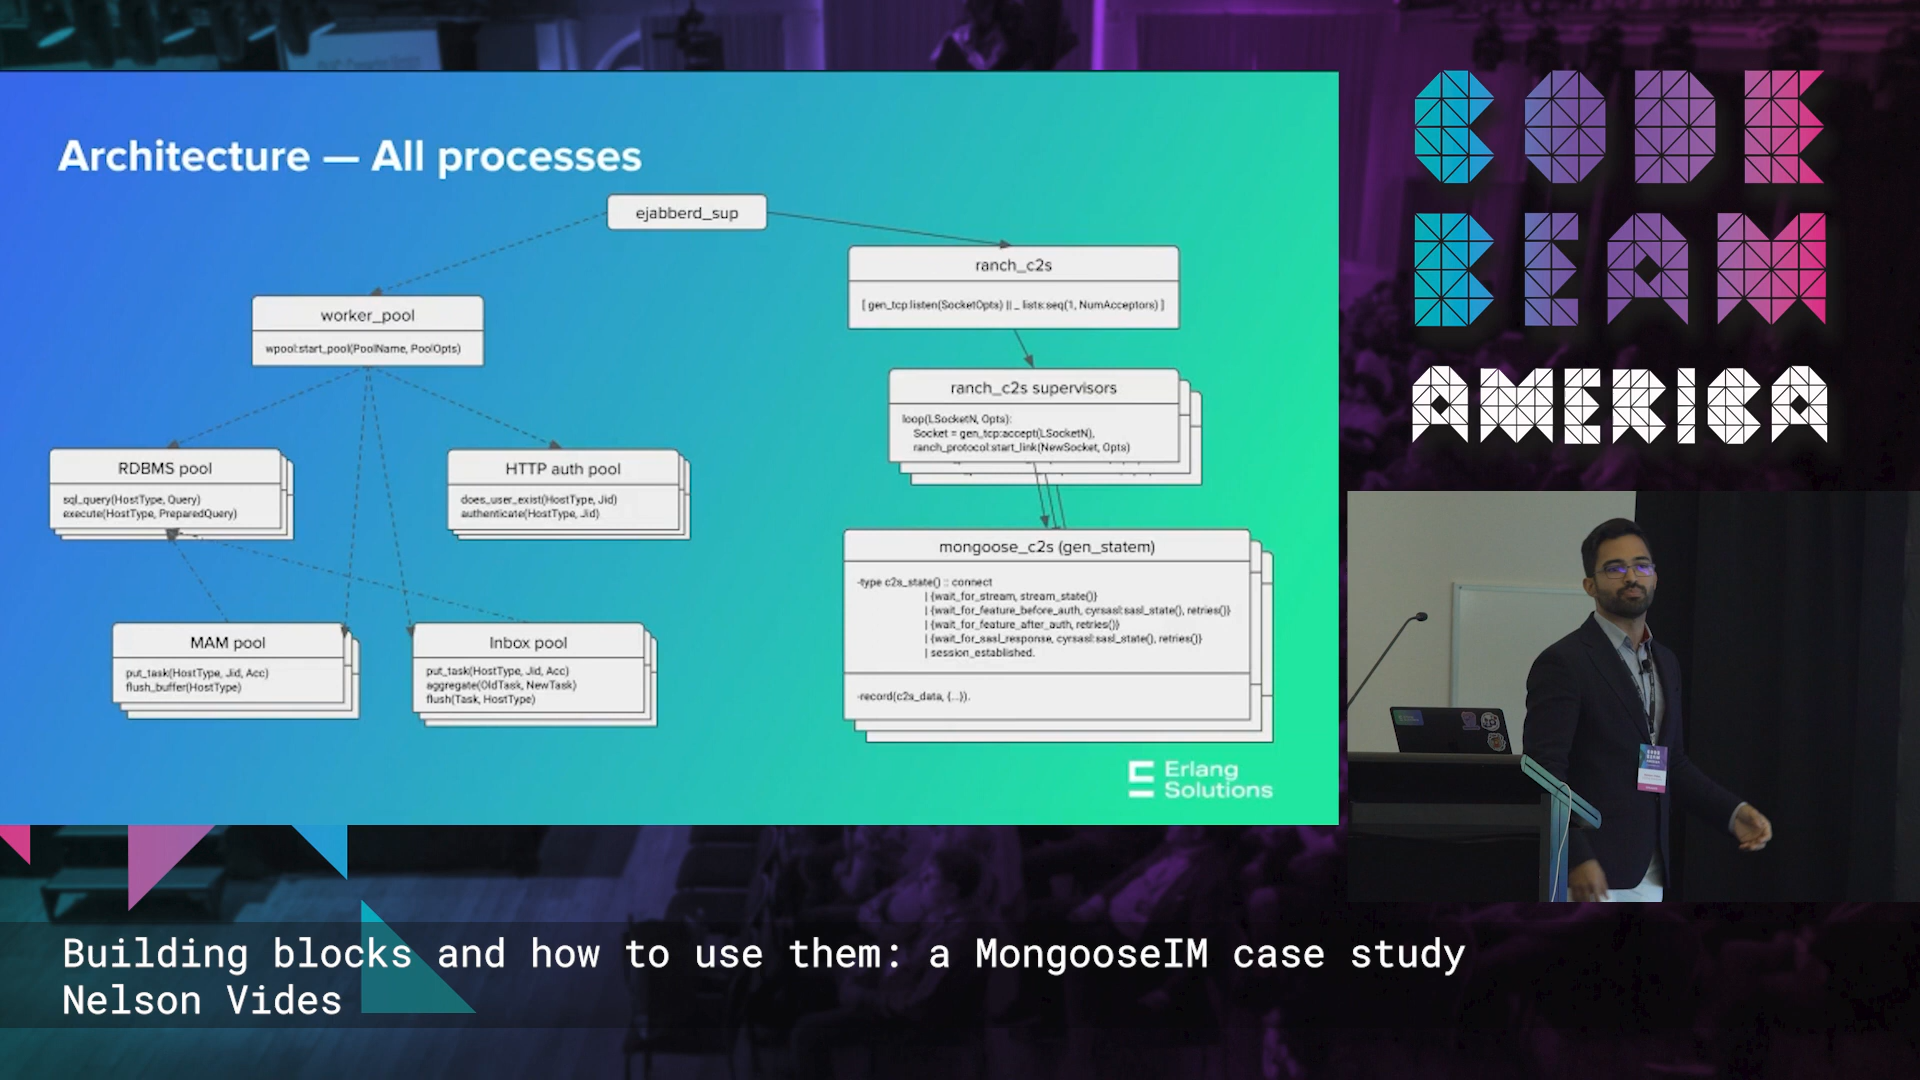 Architecture — All processes
ejabberd_sup
ranch_c2s
[ gen_tcp:listen(SocketOpts) || _ lists:seq(1, NumAcceptors) ]
worker_pool
wpool:start_pool(PoolName, PoolOpts)
ranch_c2s supervisors
loop(LSocketN, Opts):
Socket = gen_tcp:accept(LSocketN),
ranch_protocol:start_link(NewSocket, Opts)
RDBMS pool
sql_query(HostType, Query)
execute(HostType, PreparedQuery)
HTTP auth pool
does_user_exist(HostType, Jid)
authenticate(HostType, Jid)
mongoose_c2s (gen_statem)
-type c2s_state() :: connect
| {wait_for_stream, stream_state()}
| {wait_for_feature_before_auth, cyrsasl:sasl_state(), retries()}
| {wait_for_feature_after_auth, retries()}
| {wait_for_sasl_response, cyrsasl:sasl_state(), retries()}
| session_established.
-record(c2s_data, {...}).
MAM pool
put_task(HostType, Jid, Acc)
flush_buffer(HostType)
Inbox pool
put_task(HostType, Jid, Acc)
aggregate(OldTask, NewTask)
flush(Task, HostType)
Erlang
Solutions
CODE
BEAM
AMERICA
Building blocks and how to use them: a MongooseIM case study
Nelson Vides